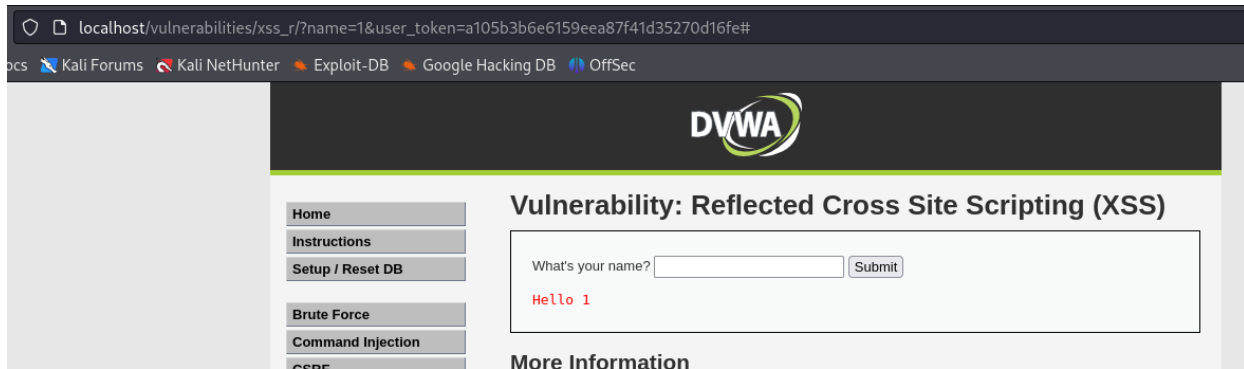 localhost/vulnerabilities/xss_r/?name=1&user_token=a105b3b6e6159eea87f41d35270d16fe#
ocs Kali Forums Kali NetHunter Exploit-DB Google Hacking DB OffSec
DVWA
Home
Instructions
Setup / Reset DB
Brute Force
Command Injection
CSRF
Vulnerability: Reflected Cross Site Scripting (XSS)
What's your name? Submit
Hello 1
More Information